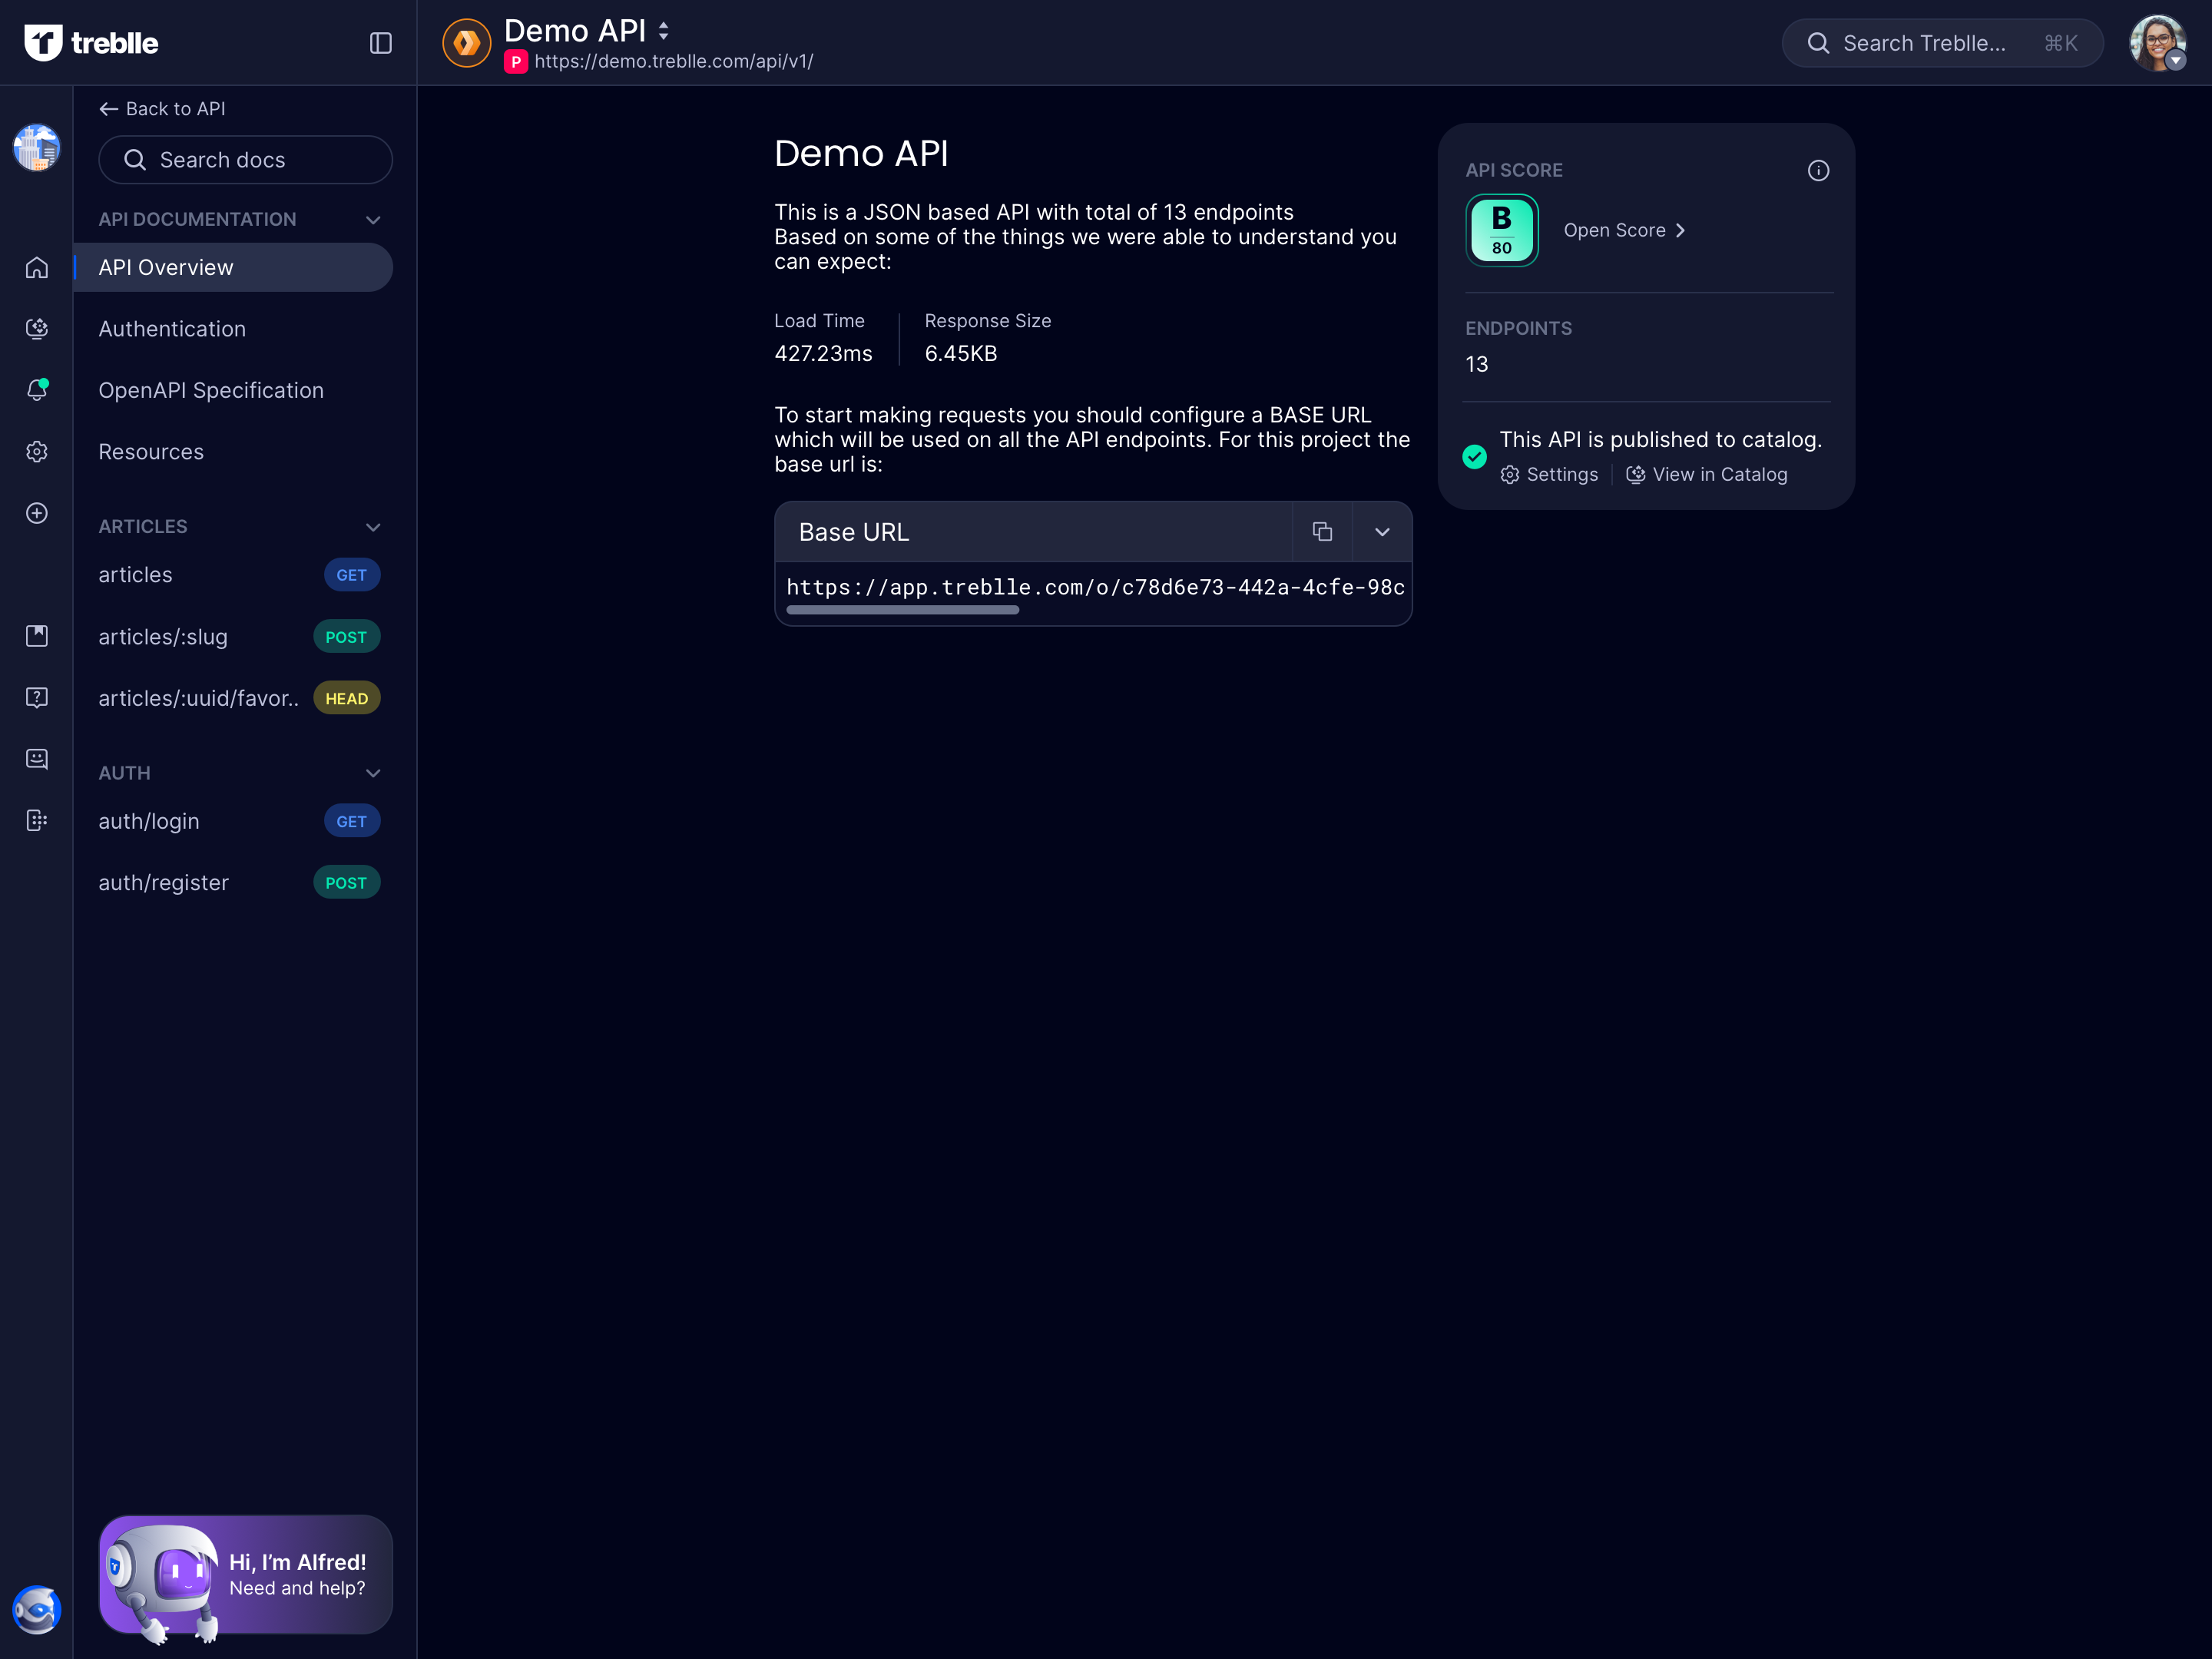 treblle
Demo API
P https://demo.treblle.com/api/v1/
Search Treblle... ⌘K
Back to API
Search docs
API DOCUMENTATION
API Overview
Authentication
OpenAPI Specification
Resources
ARTICLES
articles GET
articles/:slug POST
articles/:uuid/favor.. HEAD
AUTH
auth/login GET
auth/register POST
Hi, I’m Alfred!
Need and help?
Demo API
This is a JSON based API with total of 13 endpoints
Based on some of the things we were able to understand you
can expect:
Load Time Response Size
427.23ms 6.45KB
To start making requests you should configure a BASE URL
which will be used on all the API endpoints. For this project the
base url is:
Base URL
https://app.treblle.com/o/c78d6e73-442a-4cfe-98c
API SCORE
B
80
Open Score
ENDPOINTS
13
This API is published to catalog.
Settings View in Catalog